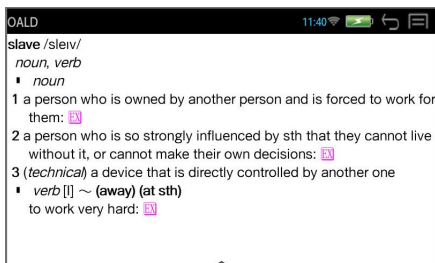 OALD 11:40
slave /sleɪv/
noun, verb
▪ noun
1 a person who is owned by another person and is forced to work for
them: EX
2 a person who is so strongly influenced by sth that they cannot live
without it, or cannot make their own decisions: EX
3 (technical) a device that is directly controlled by another one
▪ verb [I] ~ (away) (at sth)
to work very hard: EX